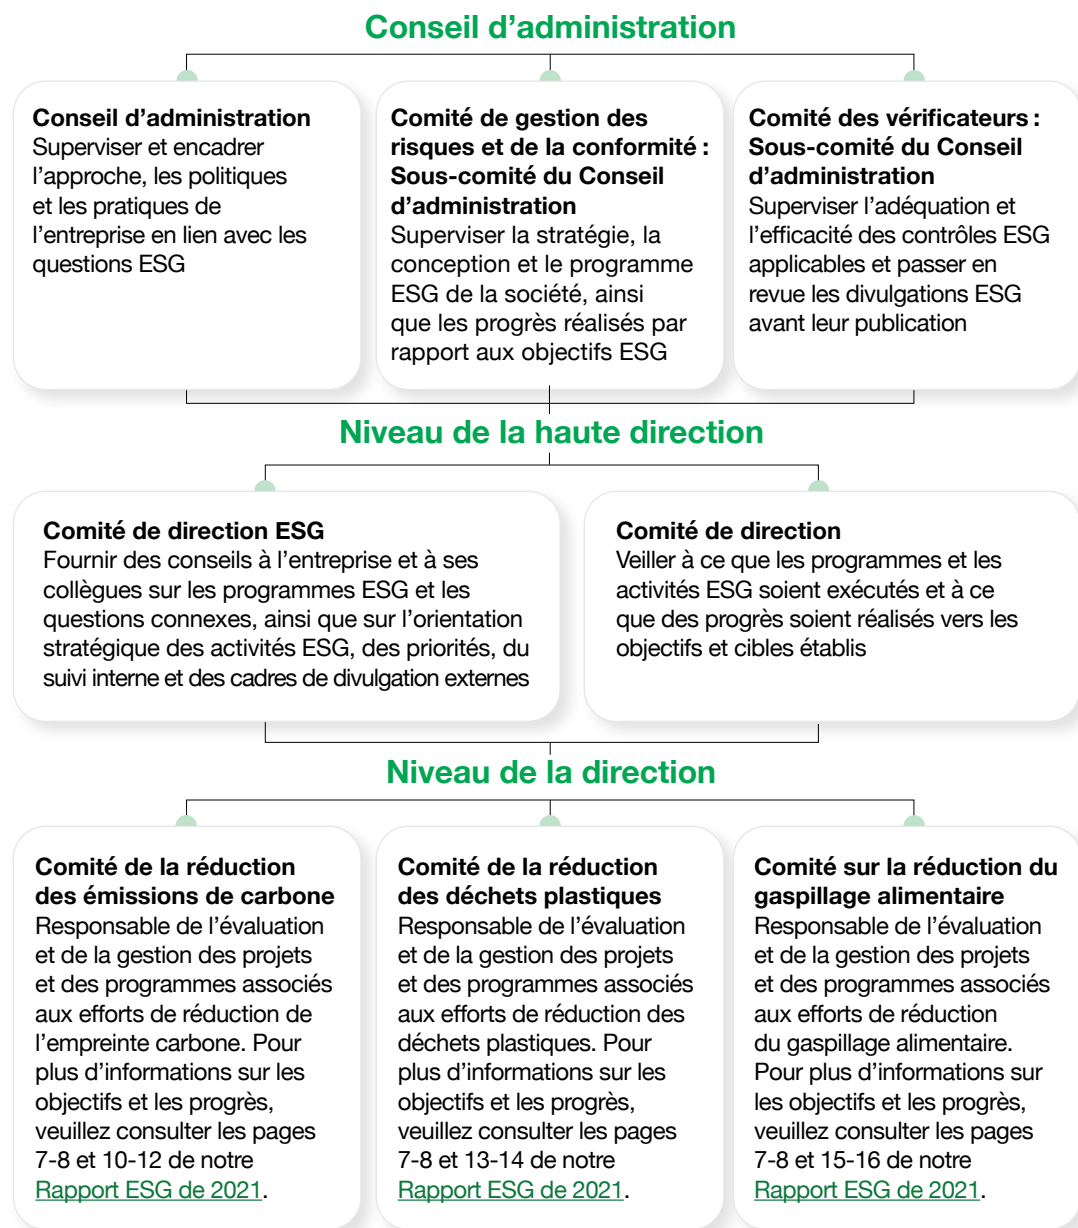 Conseil d’administration
Conseil d’administration
Superviser et encadrer
l’approche, les politiques
et les pratiques de
l’entreprise en lien avec les
questions ESG
Comité de gestion des
risques et de la conformité :
Sous-comité du Conseil
d’administration
Superviser la stratégie, la
conception et le programme
ESG de la société, ainsi
que les progrès réalisés par
rapport aux objectifs ESG
Comité des vérificateurs :
Sous-comité du Conseil
d’administration
Superviser l’adéquation et
l’efficacité des contrôles ESG
applicables et passer en
revue les divulgations ESG
avant leur publication
Niveau de la haute direction
Comité de direction ESG
Fournir des conseils à l’entreprise et à ses
collègues sur les programmes ESG et les
questions connexes, ainsi que sur l’orientation
stratégique des activités ESG, des priorités, du
suivi interne et des cadres de divulgation externes
Comité de direction
Veiller à ce que les programmes et les
activités ESG soient exécutés et à ce
que des progrès soient réalisés vers les
objectifs et cibles établis
Niveau de la direction
Comité de la réduction
des émissions de carbone
Responsable de l’évaluation
et de la gestion des projets
et des programmes associés
aux efforts de réduction de
l’empreinte carbone. Pour
plus d’informations sur les
objectifs et les progrès,
veuillez consulter les pages
7-8 et 10-12 de notre
Rapport ESG de 2021.
Comité de la réduction
des déchets plastiques
Responsable de l’évaluation
et de la gestion des projets
et des programmes associés
aux efforts de réduction des
déchets plastiques. Pour
plus d’informations sur les
objectifs et les progrès,
veuillez consulter les pages
7-8 et 13-14 de notre
Rapport ESG de 2021.
Comité sur la réduction du
gaspillage alimentaire
Responsable de l’évaluation
et de la gestion des projets
et des programmes associés
aux efforts de réduction
du gaspillage alimentaire.
Pour plus d’informations sur
les objectifs et les progrès,
veuillez consulter les pages
7-8 et 15-16 de notre
Rapport ESG de 2021.